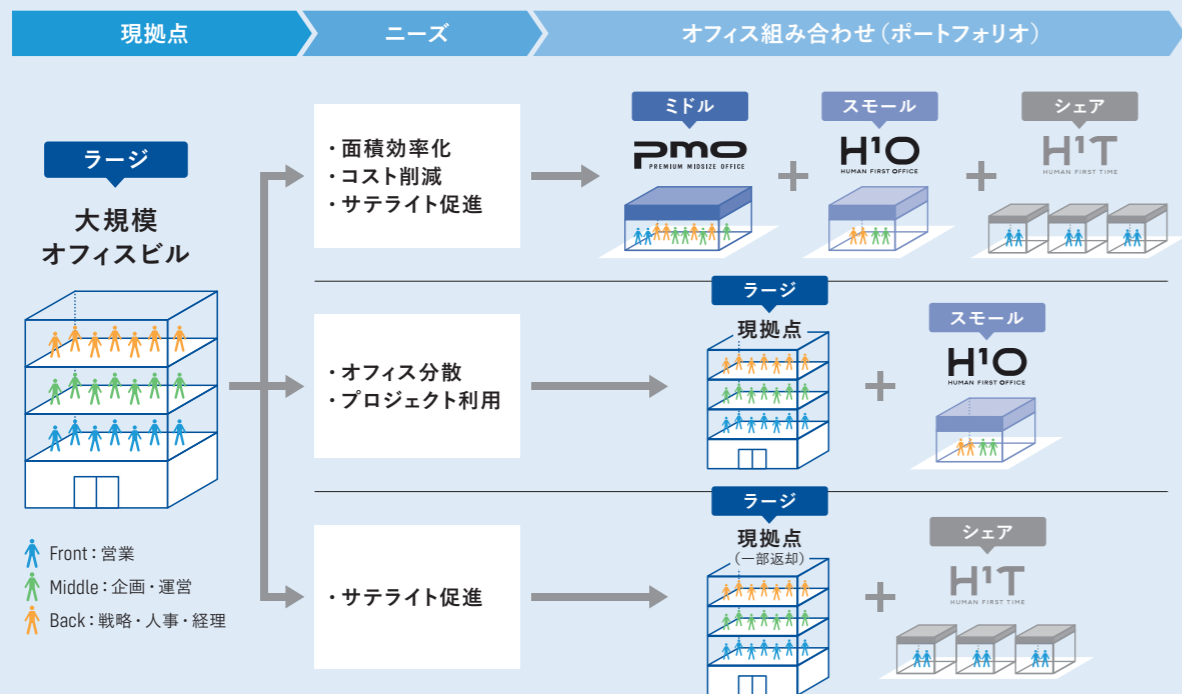 現拠点
ニーズ
オフィス組み合わせ（ポートフォリオ）
ラージ
大規模
オフィスビル
Front：営業
Middle：企画・運営
Back：戦略・人事・経理
・面積効率化
・コスト削減
・サテライト促進
ミドル
PMO
PREMIUM MIDSIZE OFFICE
+
スモール
H¹O
HUMAN FIRST OFFICE
+
シェア
H¹T
HUMAN FIRST TIME
・オフィス分散
・プロジェクト利用
ラージ
現拠点
+
スモール
H¹O
HUMAN FIRST OFFICE
・サテライト促進
ラージ
現拠点
（一部返却）
+
シェア
H¹T
HUMAN FIRST TIME